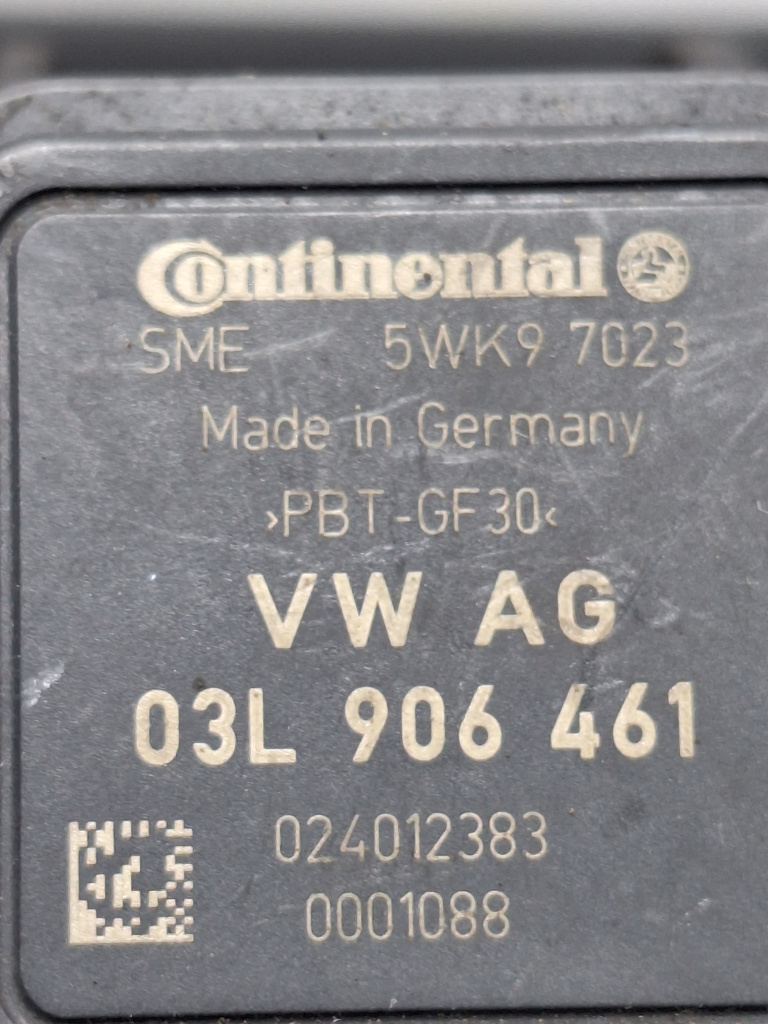 Continental
SME 5WK9 7023
Made in Germany
›PBT-GF30‹
VW AG
03L 906 461
024012383
0001088